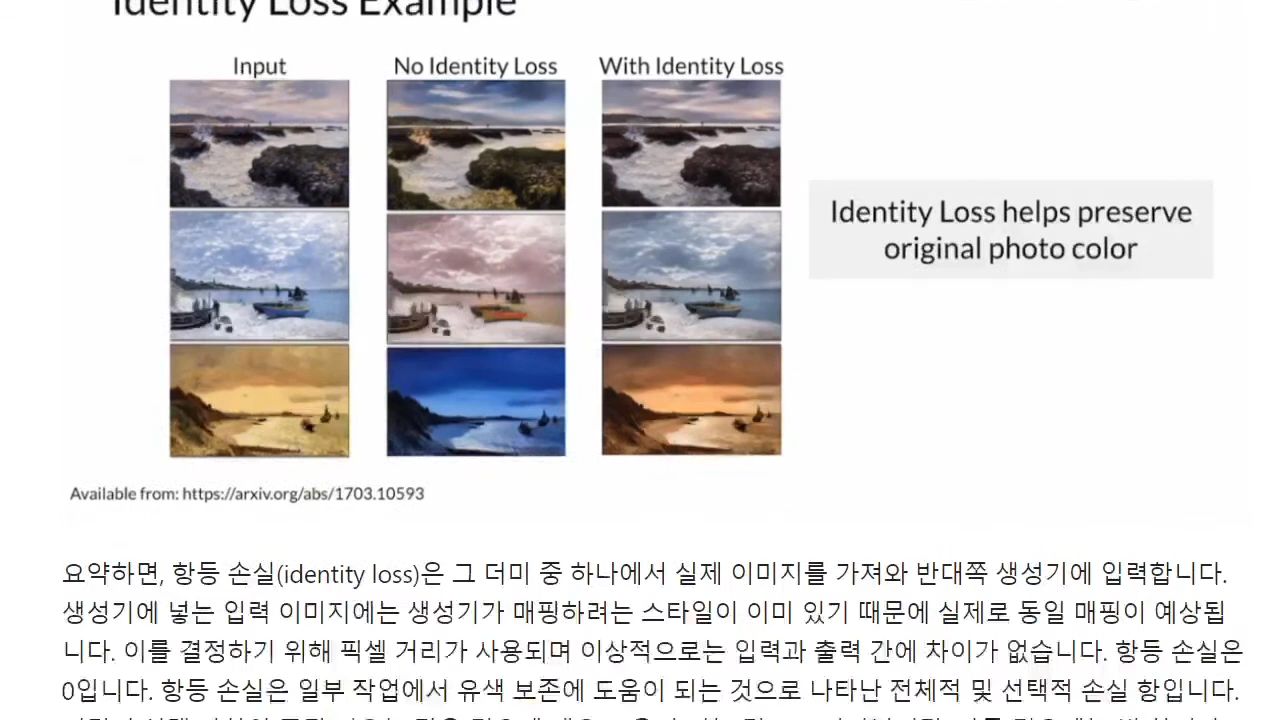 Identity Loss Example
Input No Identity Loss With Identity Loss
Identity Loss helps preserve
original photo color
Available from: https://arxiv.org/abs/1703.10593
요약하면, 항등 손실(identity loss)은 그 더미 중 하나에서 실제 이미지를 가져와 반대쪽 생성기에 입력합니다.
생성기에 넣는 입력 이미지에는 생성기가 매핑하려는 스타일이 이미 있기 때문에 실제로 동일 매핑이 예상됩
니다. 이를 결정하기 위해 픽셀 거리가 사용되며 이상적으로는 입력과 출력 간에 차이가 없습니다. 항등 손실은
0입니다. 항등 손실은 일부 작업에서 유색 보존에 도움이 되는 것으로 나타난 전체적 및 선택적 손실 항입니다.